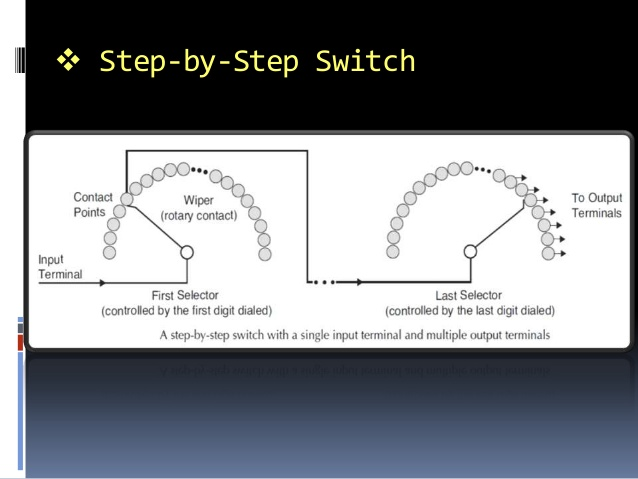 ❖ Step-by-Step Switch
Contact
Points
Wiper
(rotary contact)
To Output
Terminals
Input
Terminal
First Selector
(controlled by the first digit dialed)
Last Selector
(controlled by the last digit dialed)
A step-by-step switch with a single input terminal and multiple output terminals